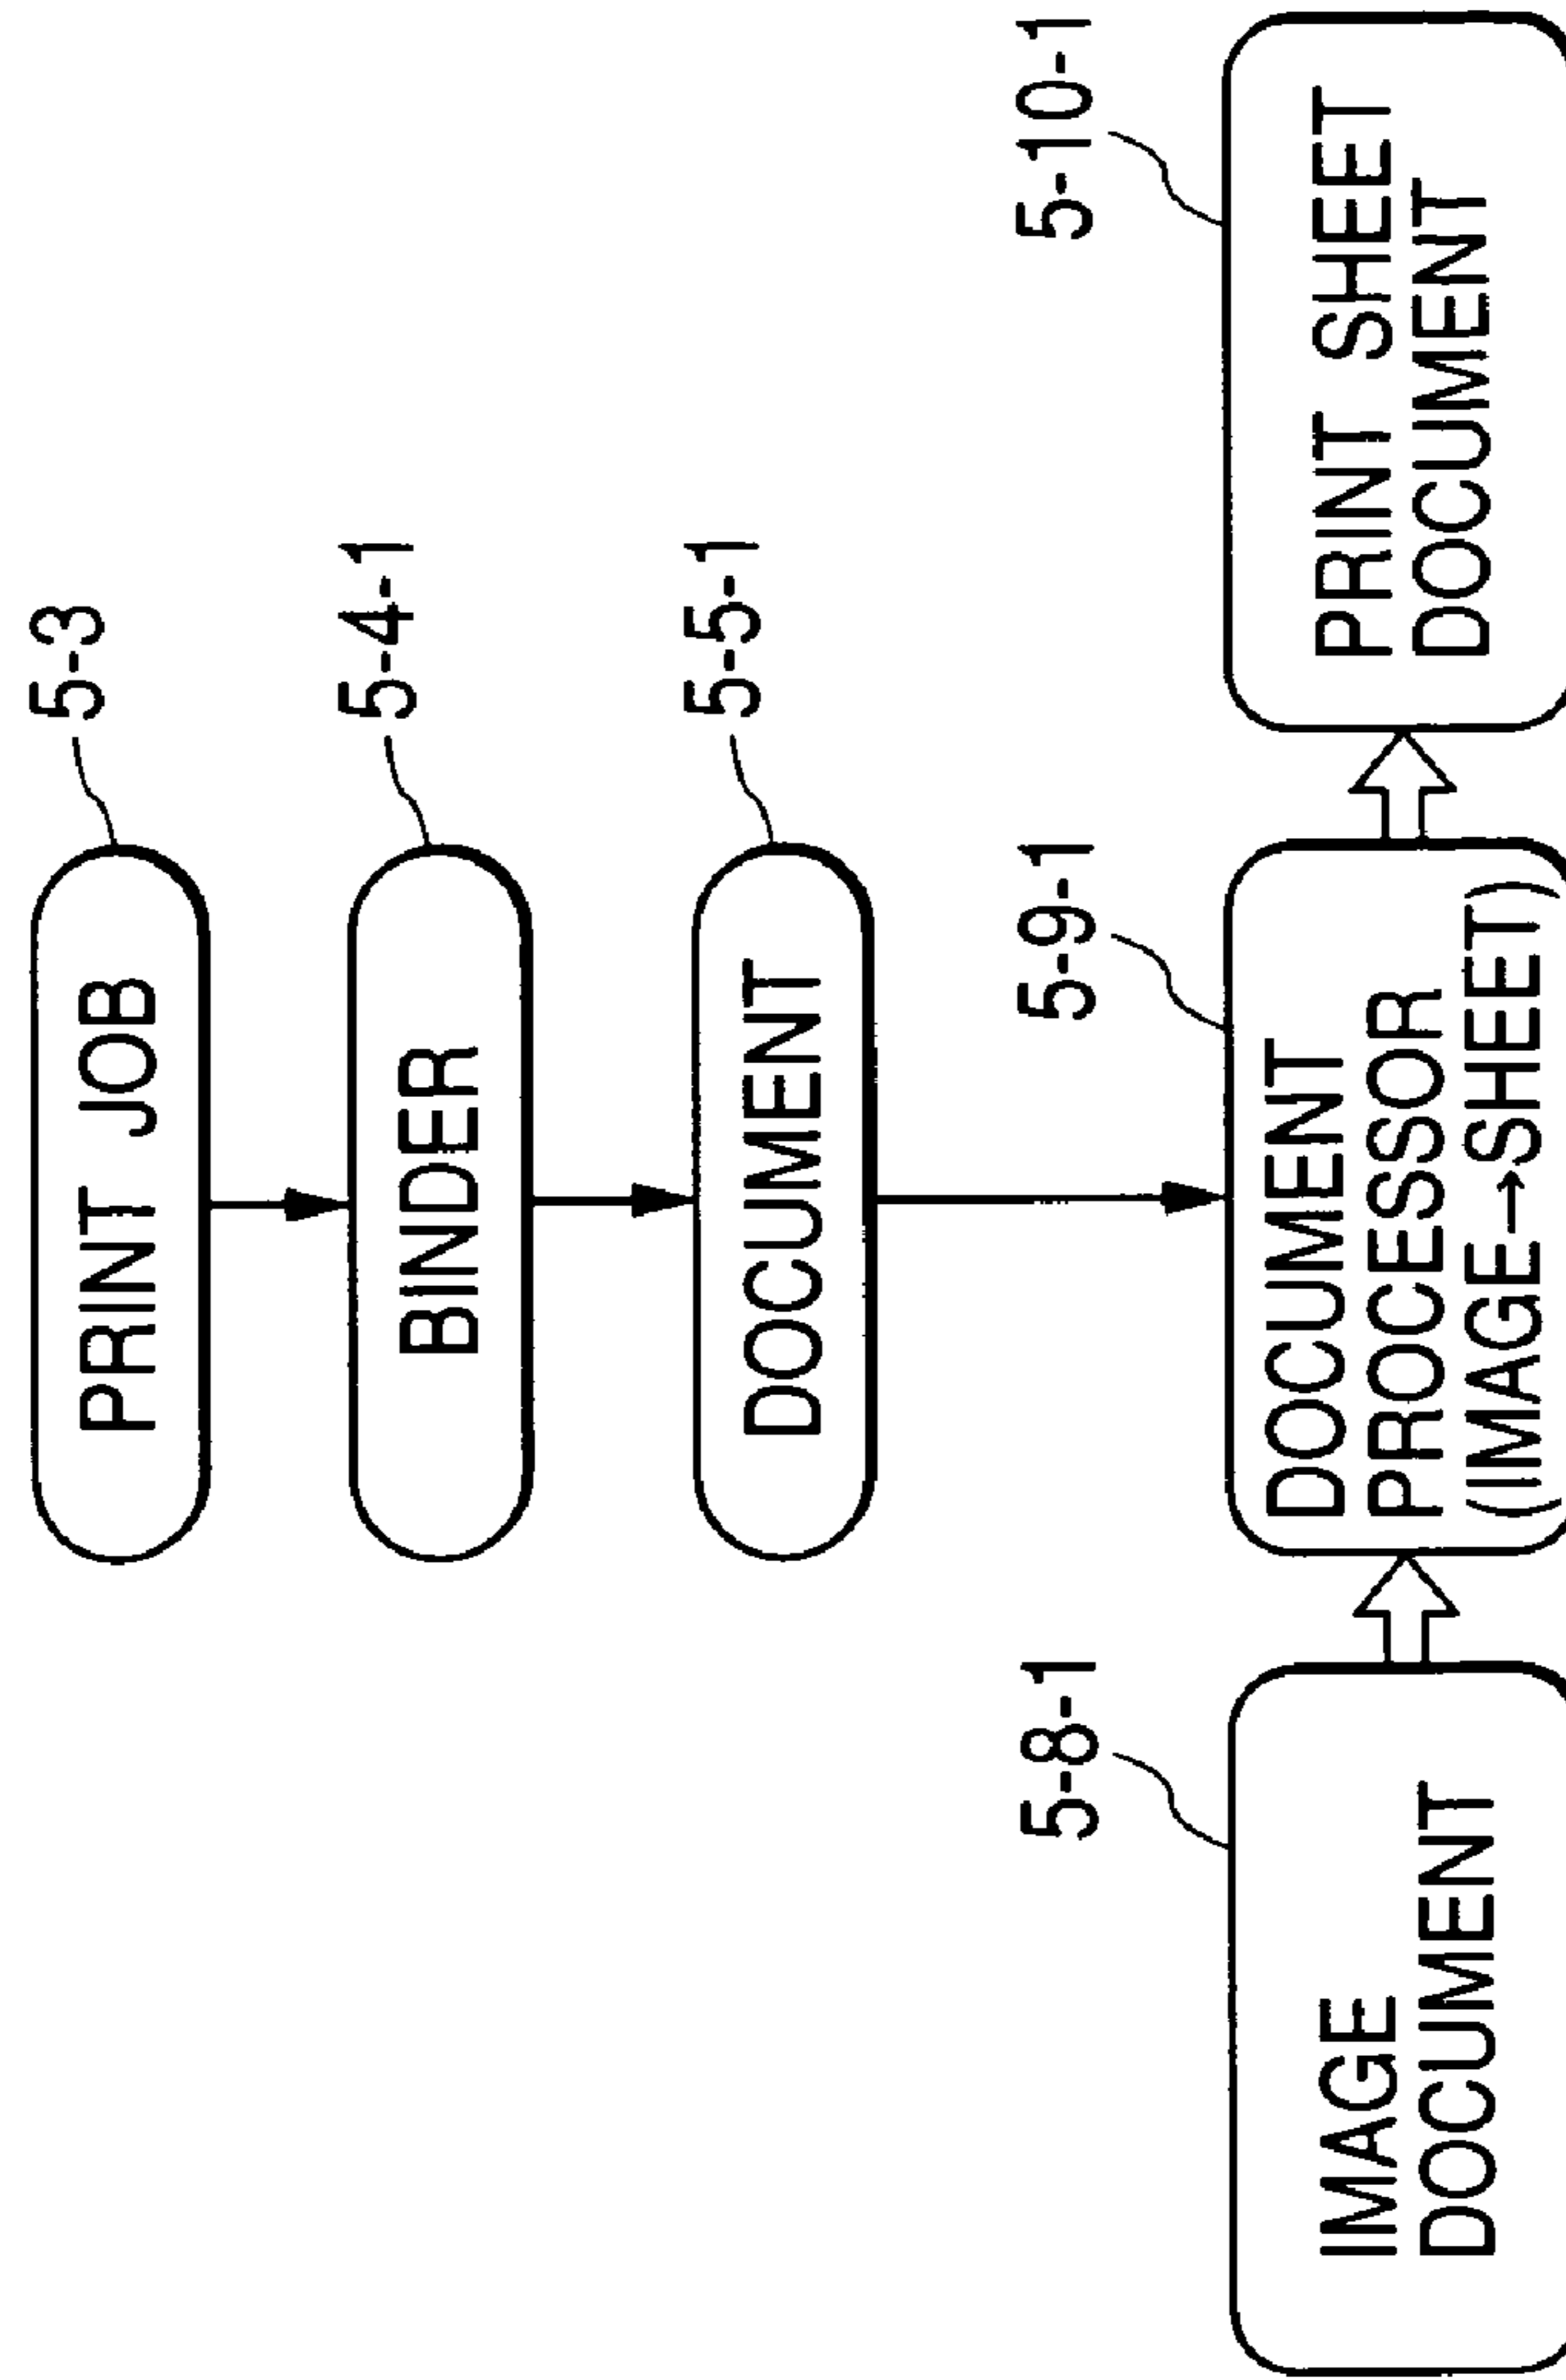 5-3
PRINT JOB
5-4-1
BINDER
5-5-1
DOCUMENT
5-8-1
IMAGE
DOCUMENT
5-9-1
DOCUMENT
PROCESSOR
(IMAGE→SHEET)
5-10-1
PRINT SHEET
DOCUMENT